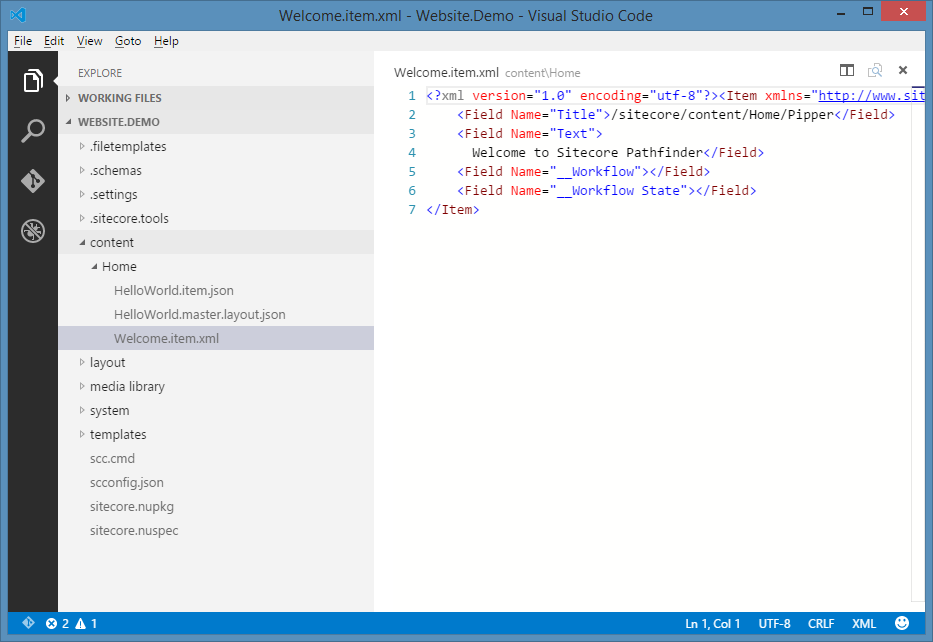 Welcome.item.xml - Website.Demo - Visual Studio Code
File Edit View Goto Help
EXPLORE
WORKING FILES
WEBSITE.DEMO
.filetemplates
.schemas
.settings
.sitecore.tools
content
Home
HelloWorld.item.json
HelloWorld.master.layout.json
Welcome.item.xml
layout
media library
system
templates
scc.cmd
scconfig.json
sitecore.nupkg
sitecore.nuspec
Welcome.item.xml content\Home
1 <?xml version="1.0" encoding="utf-8"?><Item xmlns="http://www.sit
2 <Field Name="Title">/sitecore/content/Home/Pipper</Field>
3 <Field Name="Text">
4 Welcome to Sitecore Pathfinder</Field>
5 <Field Name="__Workflow"></Field>
6 <Field Name="__Workflow State"></Field>
7 </Item>
2 1 Ln 1, Col 1 UTF-8 CRLF XML